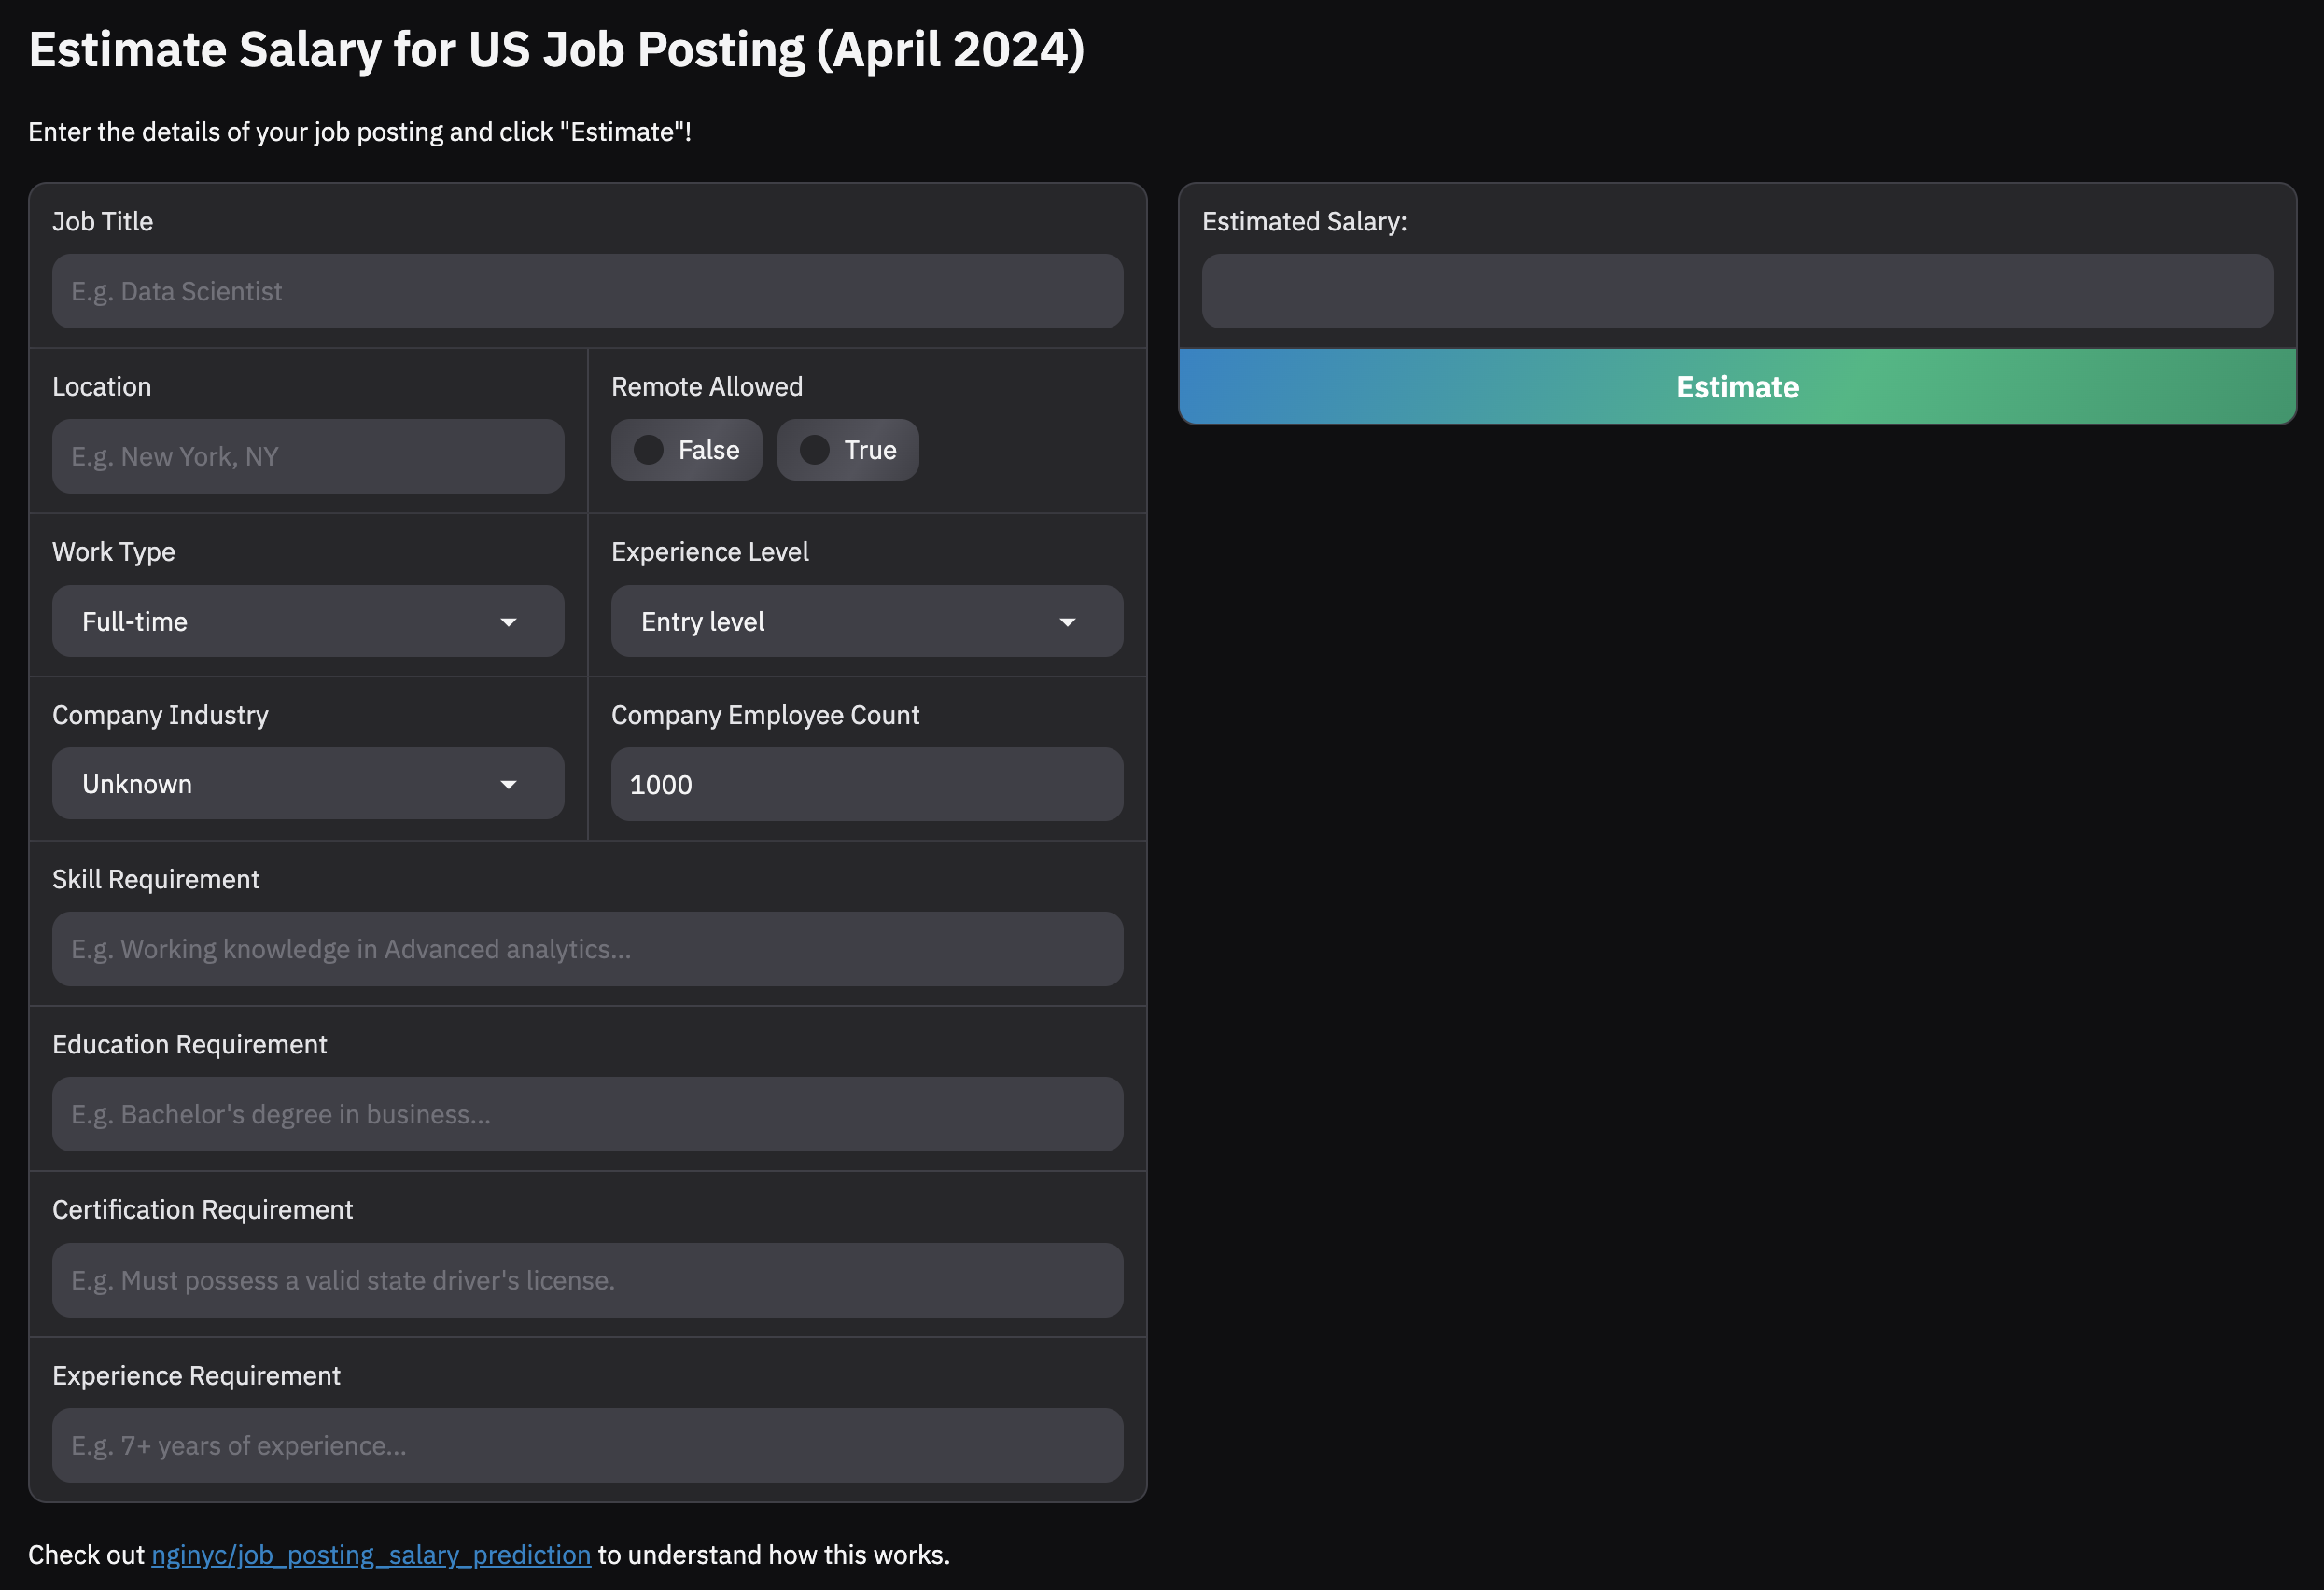 Estimate Salary for US Job Posting (April 2024)
Enter the details of your job posting and click "Estimate"!
Job Title
E.g. Data Scientist
Location
E.g. New York, NY
Remote Allowed
False
True
Work Type
Full-time
Experience Level
Entry level
Company Industry
Unknown
Company Employee Count
1000
Skill Requirement
E.g. Working knowledge in Advanced analytics...
Education Requirement
E.g. Bachelor's degree in business...
Certification Requirement
E.g. Must possess a valid state driver's license.
Experience Requirement
E.g. 7+ years of experience...
Estimated Salary:
Estimate
Check out nginyc/job_posting_salary_prediction to understand how this works.